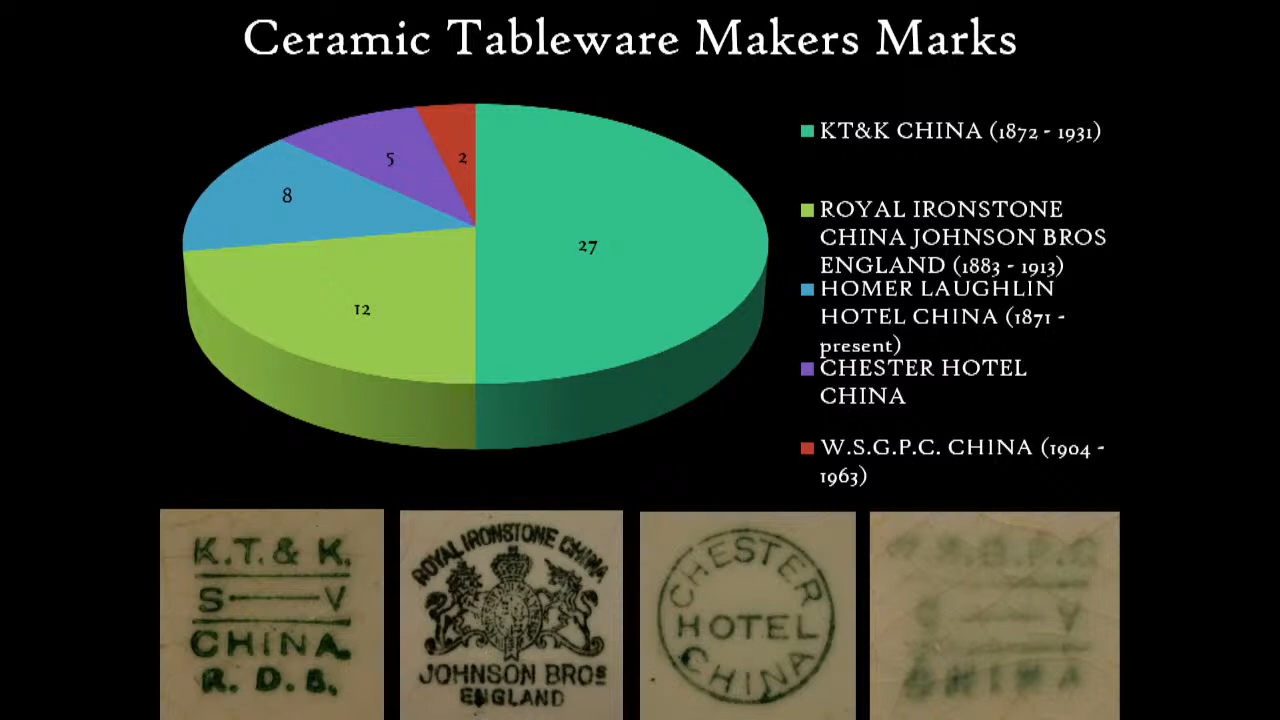 Ceramic Tableware Makers Marks
5
2
8
27
12
KT&K CHINA (1872 - 1931)
ROYAL IRONSTONE
CHINA JOHNSON BROS
ENGLAND (1883 - 1913)
HOMER LAUGHLIN
HOTEL CHINA (1871 -
present)
CHESTER HOTEL
CHINA
W.S.G.P.C. CHINA (1904 -
1963)
K.T. & K.
S V
CHINA
R. D. B.
ROYAL IRONSTONE CHINA
JOHNSON BROS
ENGLAND
CHESTER
HOTEL
CHINA
S V
CHINA